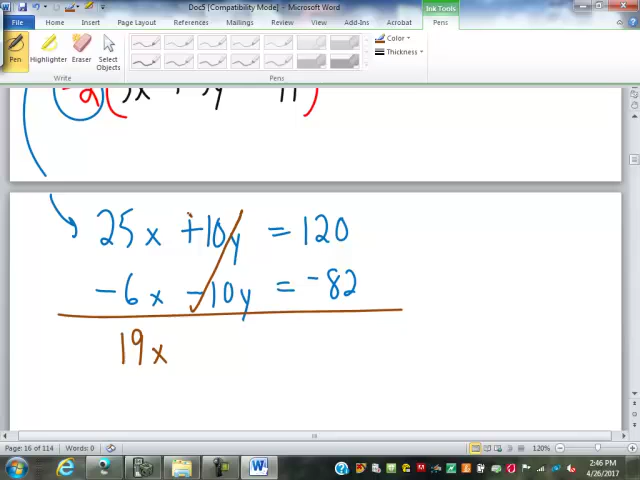 Doc5 [Compatibility Mode] - Microsoft Word
Ink Tools
File Home Insert Page Layout References Mailings Review View Add-Ins Acrobat Pens
Pen Highlighter Eraser Select Objects
Color
Thickness
Write Pens
25x +10y = 120
-6x -10y = -82
19x
Page: 16 of 114 Words: 0 120%
2:46 PM
4/26/2017